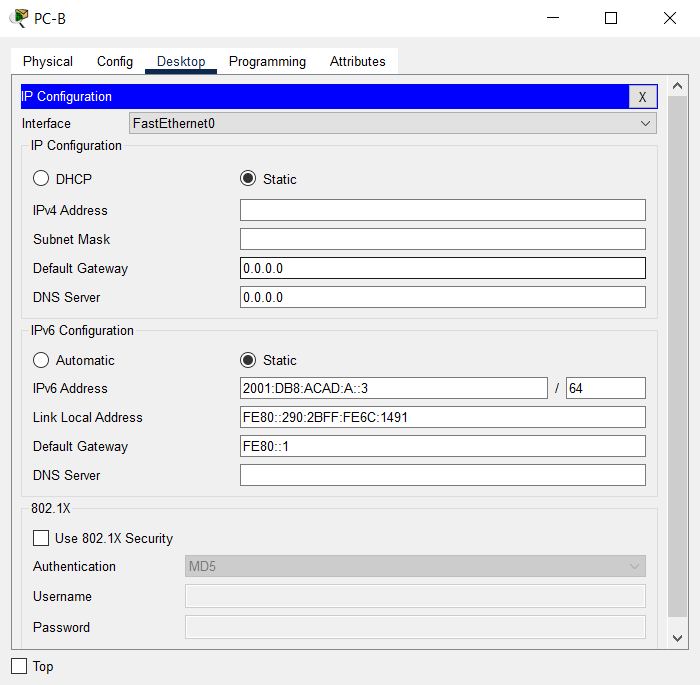 PC-B
Physical Config Desktop Programming Attributes
IP Configuration X
Interface FastEthernet0
IP Configuration
DHCP Static
IPv4 Address
Subnet Mask
Default Gateway 0.0.0.0
DNS Server 0.0.0.0
IPv6 Configuration
Automatic Static
IPv6 Address 2001:DB8:ACAD:A::3 / 64
Link Local Address FE80::290:2BFF:FE6C:1491
Default Gateway FE80::1
DNS Server
802.1X
Use 802.1X Security
Authentication MD5
Username
Password
Top